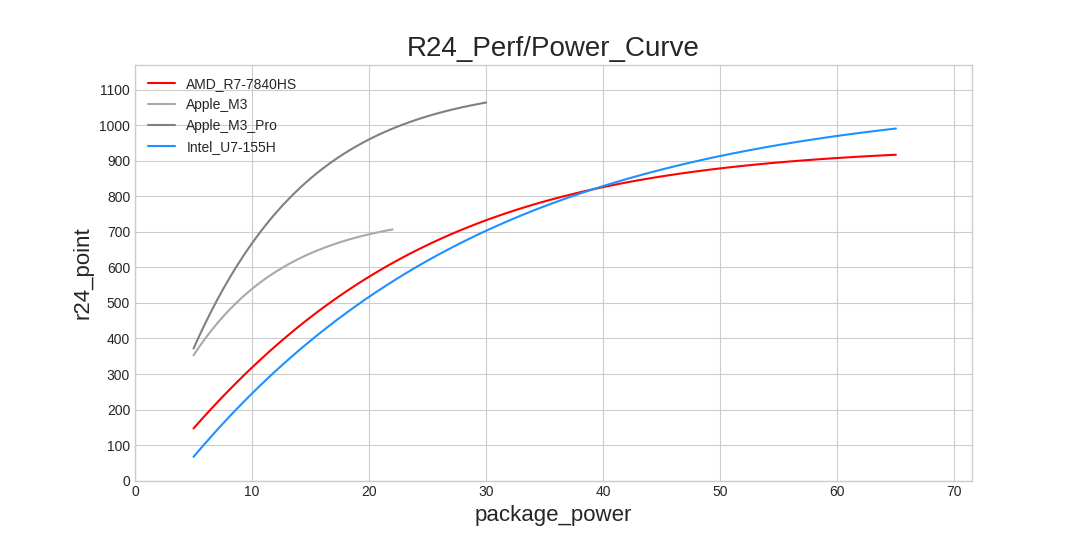 R24_Perf/Power_Curve
AMD_R7-7840HS
Apple_M3
Apple_M3_Pro
Intel_U7-155H
r24_point
1100
1000
900
800
700
600
500
400
300
200
100
0
0 10 20 30 40 50 60 70
package_power